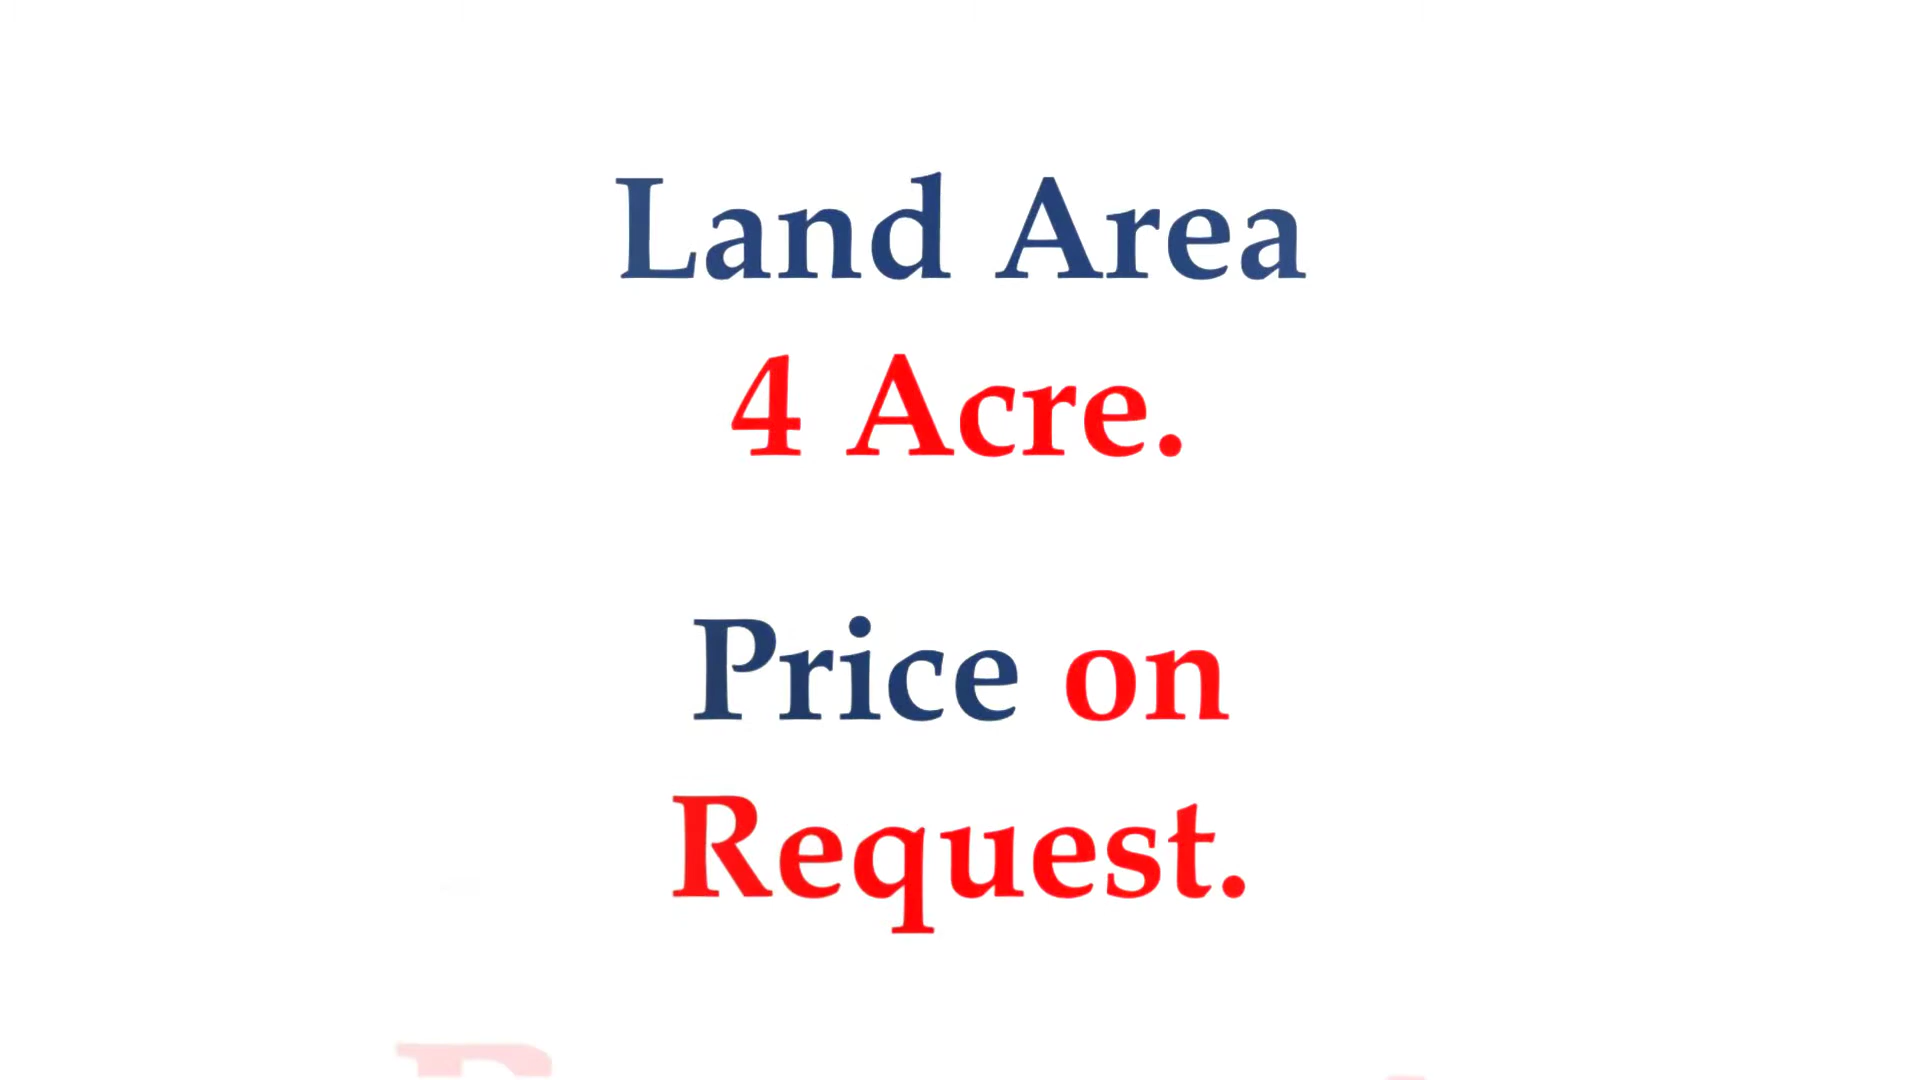 Land Area
4 Acre.
Price on
Request.